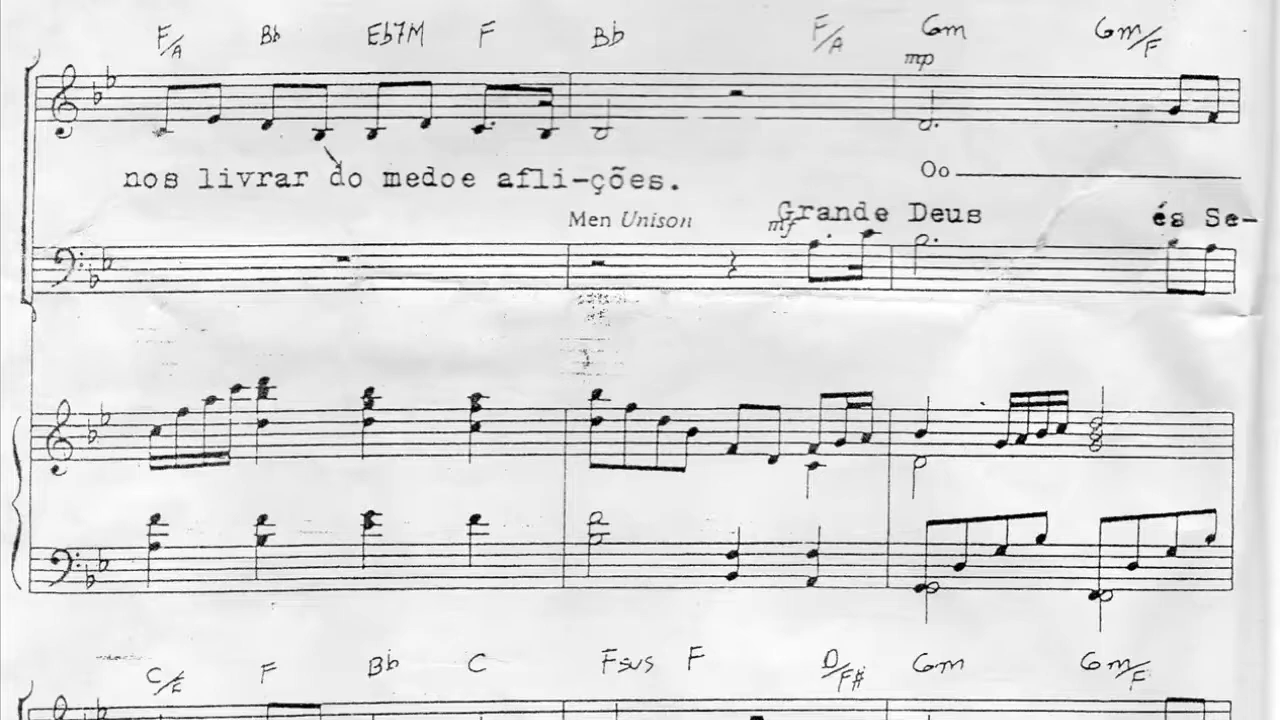 F/A Bb Eb7M F Bb F/A Gm Gm/F
mp
nos livrar do medoe afli-ções.
Oo
Men Unison
mf
Grande Deus és Se-
C/E F Bb C Fsus F D/F# Gm Gm/F